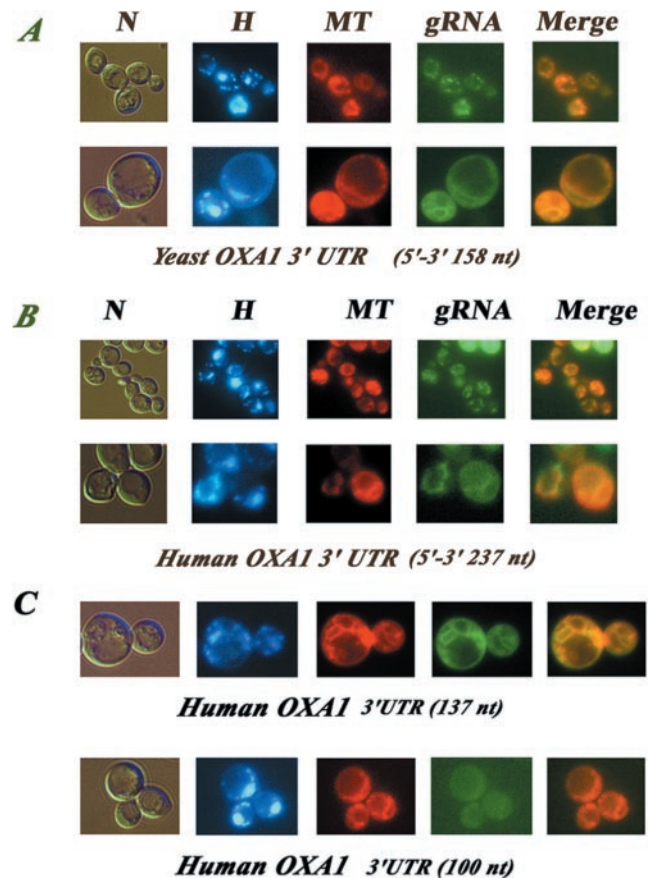 A N H MT gRNA Merge
Yeast OXA1 3' UTR (5'-3' 158 nt)
B N H MT gRNA Merge
Human OXA1 3' UTR (5'-3' 237 nt)
C
Human OXA1 3'UTR (137 nt)
Human OXA1 3'UTR (100 nt)